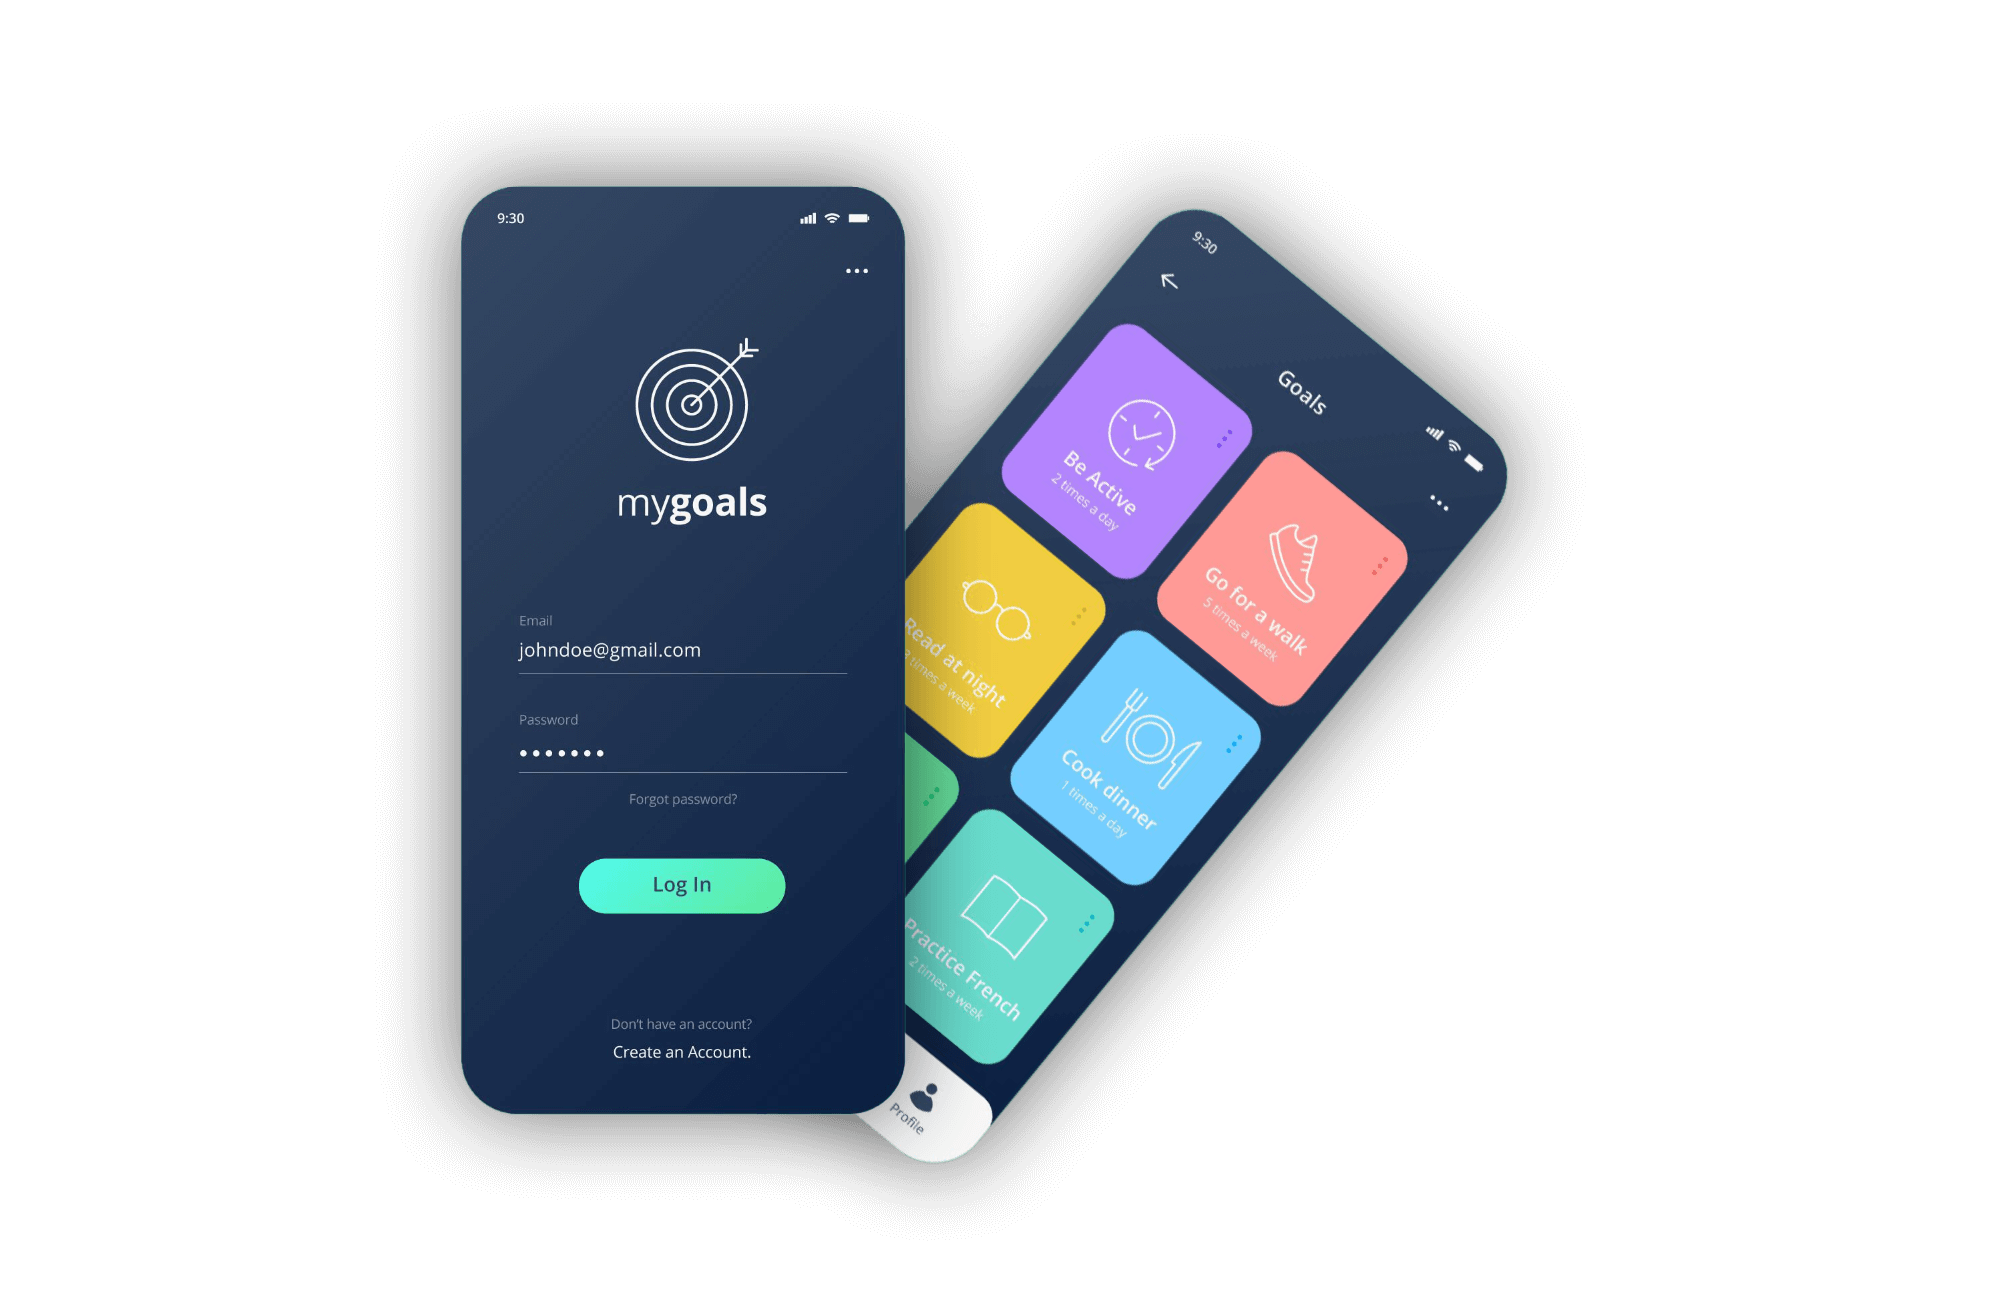 9:30
mygoals
Email
johndoe@gmail.com
Password
Forgot password?
Log In
Don't have an account?
Create an Account.
9:30
Goals
Be Active
2 times a day
Go for a walk
5 times a week
Read at night
times a week
Cook dinner
1 times a day
Practice French
2 times a week
Profile